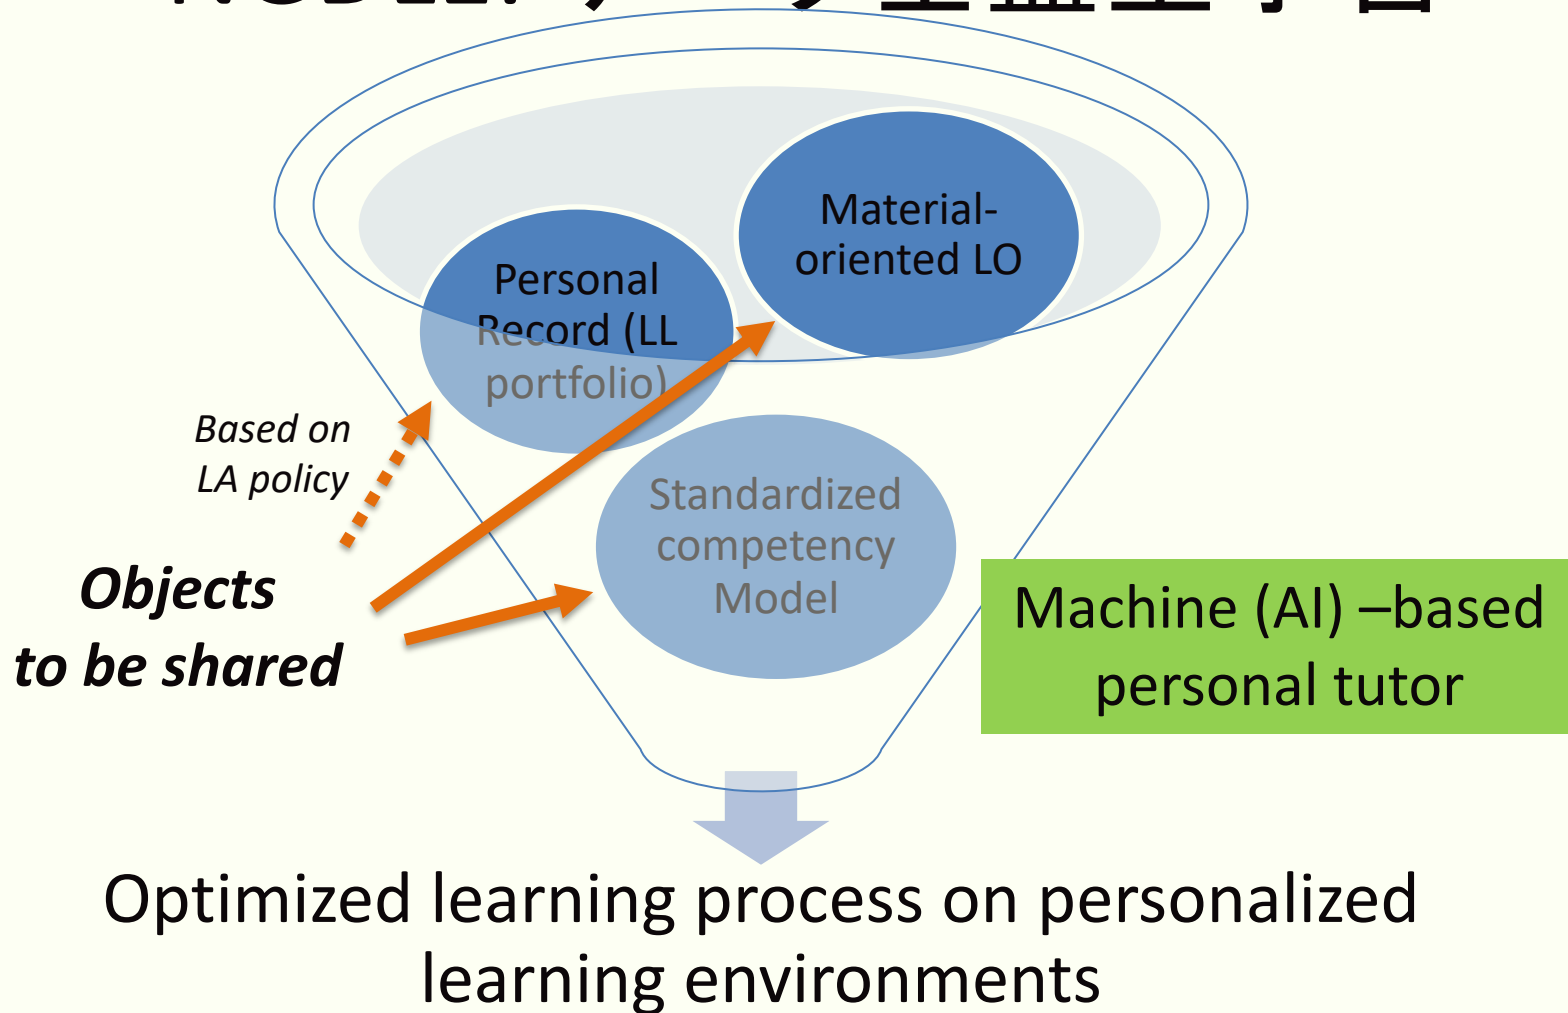 Material-
oriented LO
Personal
Record (LL
portfolio)
Based on
LA policy
Standardized
competency
Model
Objects
to be shared
Machine (AI) –based
personal tutor
Optimized learning process on personalized
learning environments